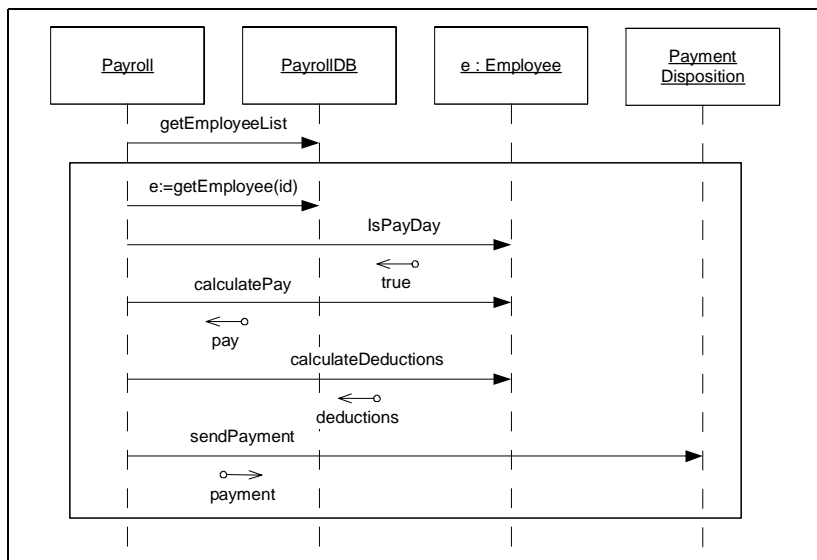 Payroll
PayrollDB
e : Employee
Payment
Disposition
getEmployeeList
e:=getEmployee(id)
IsPayDay
true
calculatePay
pay
calculateDeductions
deductions
sendPayment
payment